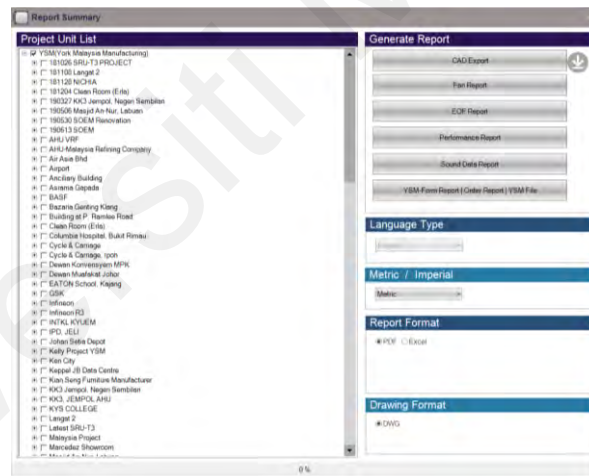 Report Summary
Project Unit List
YSM(York Malaysia Manufacturing)
181026 SRU-T3 PROJECT
181100 Langat 2
181120 NICHIA
181204 Clean Room (Erla)
190327 KK3 Jempol, Negeri Sembilan
190506 Masjid An-Nur, Labuan
190530 SOEM Renovation
190613 SOEM
AHU VRF
AHU-Malaysia Refining Company
Air Asia Bhd
Airport
Ancillary Building
Asrama Gapada
BASF
Bazaria Genting Klang
Building at P. Ramlee Road
Clean Room (Erla)
Columbia Hospital, Bukit Rimau
Cycle & Carriage
Cycle & Carriage, Ipoh
Dewan Konvensyem MPK
Dewan Muafakat Johor
EATON School, Kajang
GSK
Infineon
Infineon R3
INTKL KYUEM
IPD, JELI
Johan Setia Depot
Kelly Project YSM
Ken City
Keppel JB Data Centre
Kian Seng Furniture Manufacturer
KK3 Jempol, Negeri Sembilan
KK3, JEMPOL AHU
KYS COLLEGE
Langat 2
Latest SRU-T3
Malaysia Project
Marcedez Showroom
Generate Report
CAD Export
Fan Report
EOF Report
Performance Report
Sound Data Report
YSM-Form Report | Order Report | YSM File
Language Type
Metric / Imperial
Metric
Report Format
PDF Excel
Drawing Format
DWG
0 %